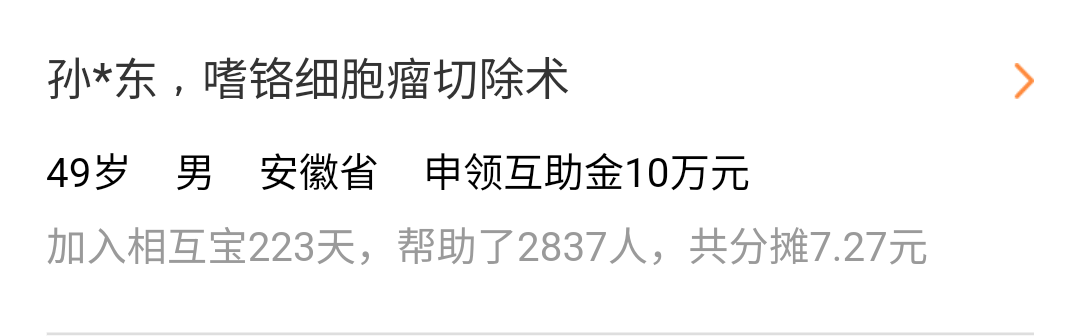 孙*东，嗜铬细胞瘤切除术
49岁 男 安徽省 申领互助金10万元
加入相互宝223天，帮助了2837人，共分摊7.27元